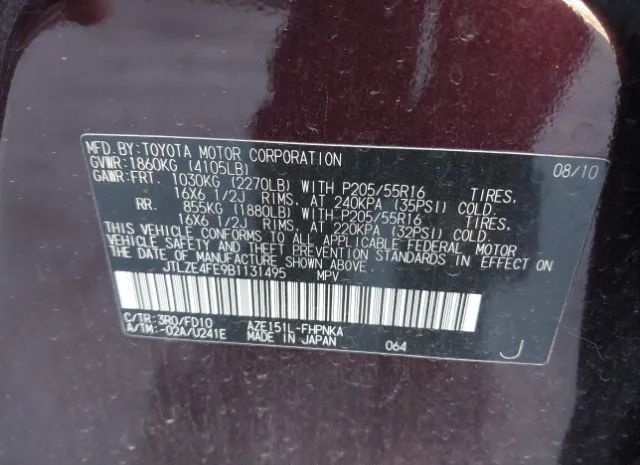 MFD. BY: TOYOTA MOTOR CORPORATION 08/10
GVWR: 1860KG (4105LB)
GAWR: FRT. 1030KG (2270LB) WITH P205/55R16 TIRES.
16X6 1/2J RIMS, AT 240KPA (35PSI) COLD.
RR. 855KG (1880LB) WITH P205/55R16 TIRES.
16X6 1/2J RIMS, AT 220KPA (32PSI) COLD.
THIS VEHICLE CONFORMS TO ALL APPLICABLE FEDERAL MOTOR
VEHICLE SAFETY AND THEFT PREVENTION STANDARDS IN EFFECT ON
THE DATE OF MANUFACTURE SHOWN ABOVE.
JTLZE4FE9B1131495 MPV
C/TR: 3R0/FD10 AZE151L-FHPNKA
A/TM: -02A/U241E MADE IN JAPAN 064 J